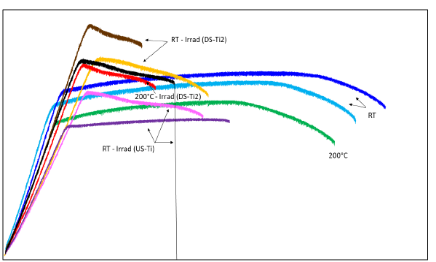 RT - Irrad (DS-Ti2)
200°C - Irrad (DS-Ti2)
RT
RT - Irrad (US-Ti)
200°C